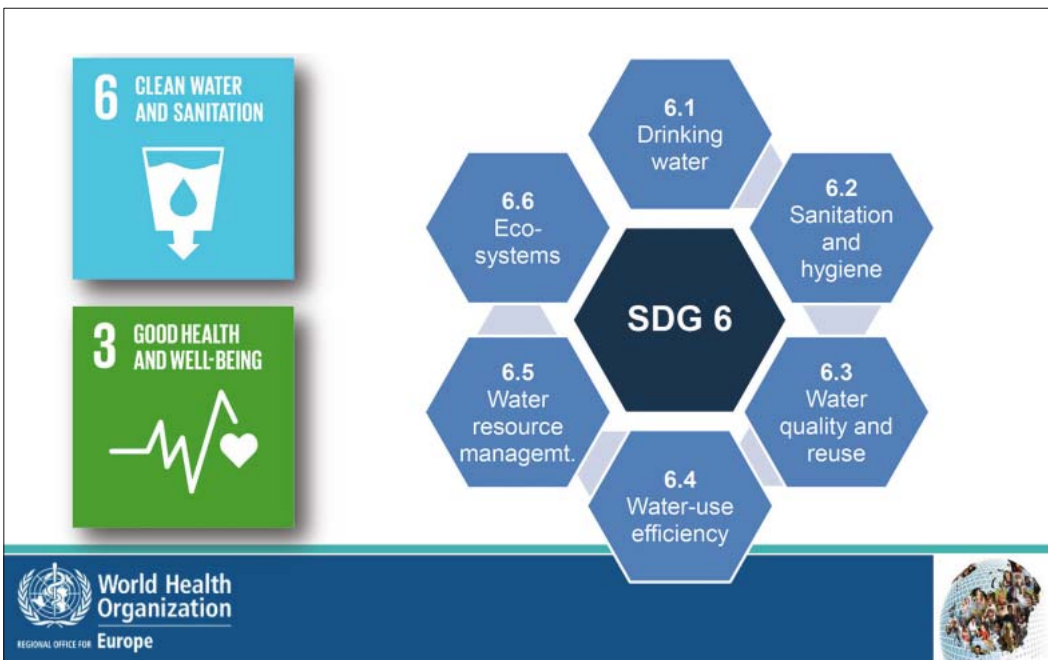 6 CLEAN WATER
AND SANITATION
3 GOOD HEALTH
AND WELL-BEING
6.1
Drinking
water
6.2
Sanitation
and
hygiene
6.3
Water
quality and
reuse
6.4
Water-use
efficiency
6.5
Water
resource
managemt.
6.6
Eco-
systems
SDG 6
World Health
Organization
REGIONAL OFFICE FOR Europe